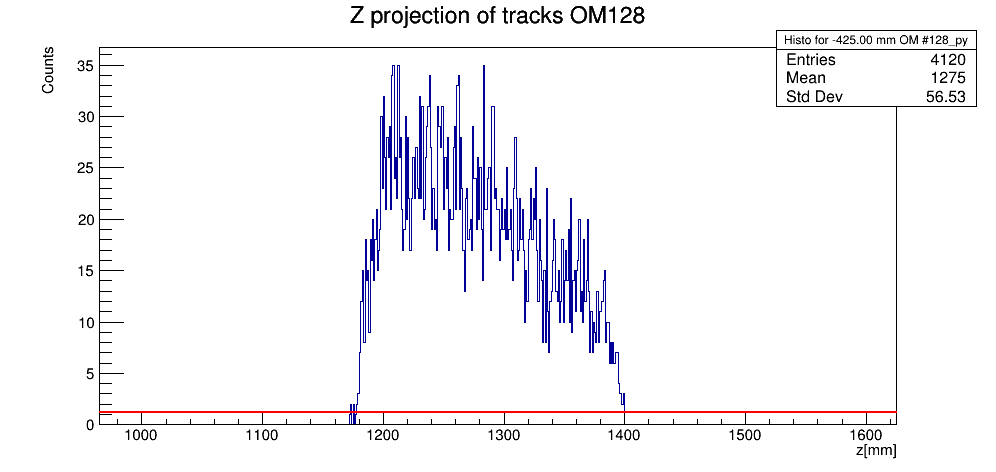 Z projection of tracks OM128
Histo for -425.00 mm OM #128_py
Entries 4120
Mean 1275
Std Dev 56.53
Counts
35
30
25
20
15
10
5
0
1000 1100 1200 1300 1400 1500 1600
z[mm]